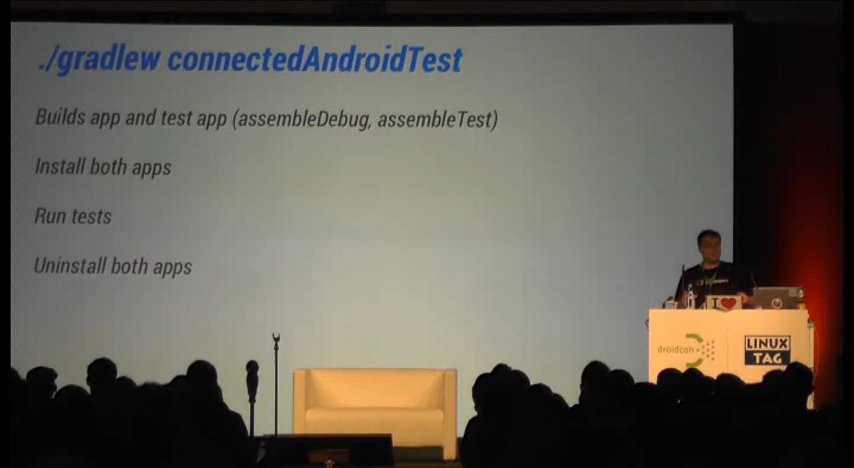 ./gradlew connectedAndroidTest
Builds app and test app (assembleDebug, assembleTest)
Install both apps
Run tests
Uninstall both apps
I
droidcon
LINUX
TAG